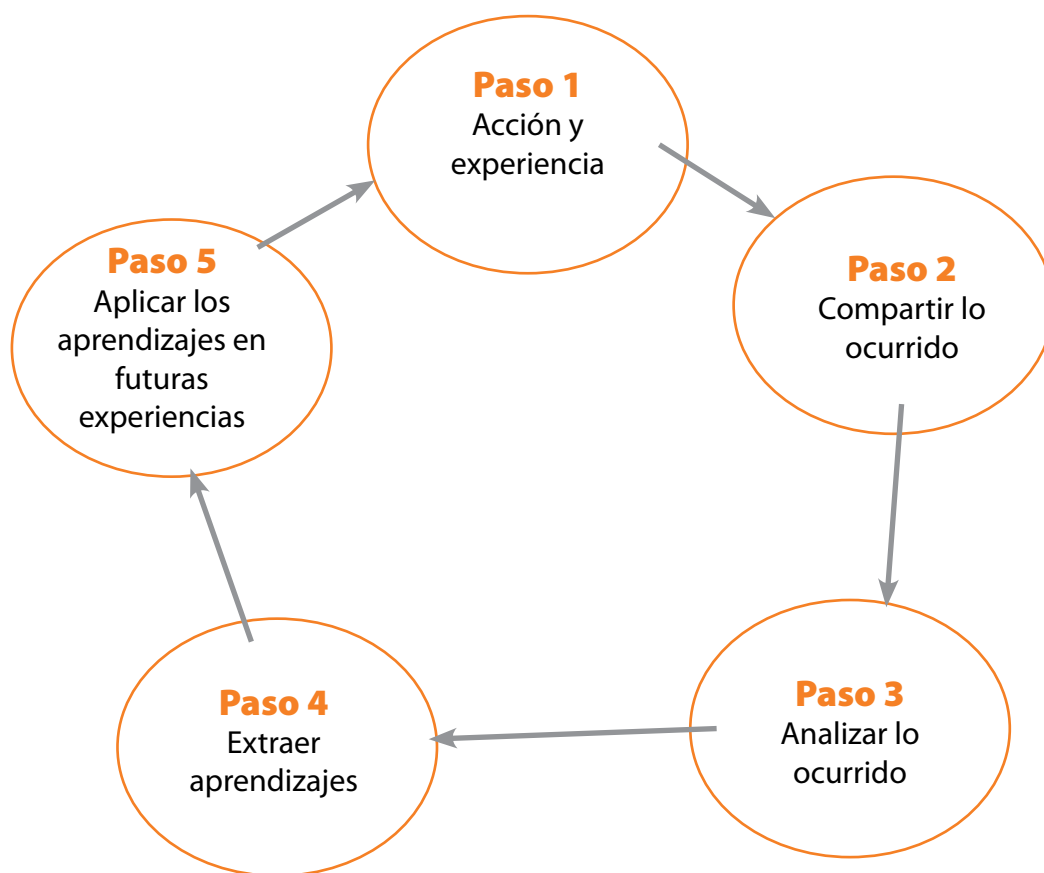 Paso 1
Acción y
experiencia
Paso 2
Compartir lo
ocurrido
Paso 3
Analizar lo
ocurrido
Paso 4
Extraer
aprendizajes
Paso 5
Aplicar los
aprendizajes en
futuras
experiencias